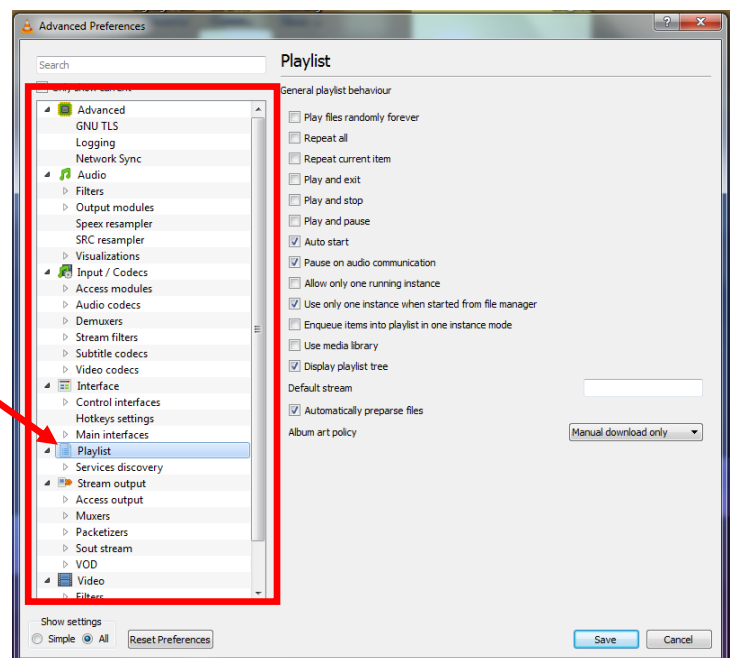 Advanced Preferences
Search
Only show current
Advanced
GNU TLS
Logging
Network Sync
Audio
Filters
Output modules
Speex resampler
SRC resampler
Visualizations
Input / Codecs
Access modules
Audio codecs
Demuxers
Stream filters
Subtitle codecs
Video codecs
Interface
Control interfaces
Hotkeys settings
Main interfaces
Playlist
Services discovery
Stream output
Access output
Muxers
Packetizers
Sout stream
VOD
Video
Filters
Show settings
Simple
All
Reset Preferences
Playlist
General playlist behaviour
Play files randomly forever
Repeat all
Repeat current item
Play and exit
Play and stop
Play and pause
Auto start
Pause on audio communication
Allow only one running instance
Use only one instance when started from file manager
Enqueue items into playlist in one instance mode
Use media library
Display playlist tree
Default stream
Automatically preparse files
Album art policy
Manual download only
Save
Cancel